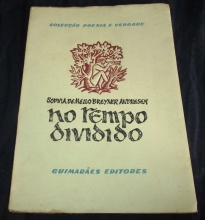 COLECÇÃO POESIA E VERDADE
SOPHIA DE MELLO BREYNER ANDRESEN
no tempo
dividido
GUIMARÃES EDITORES